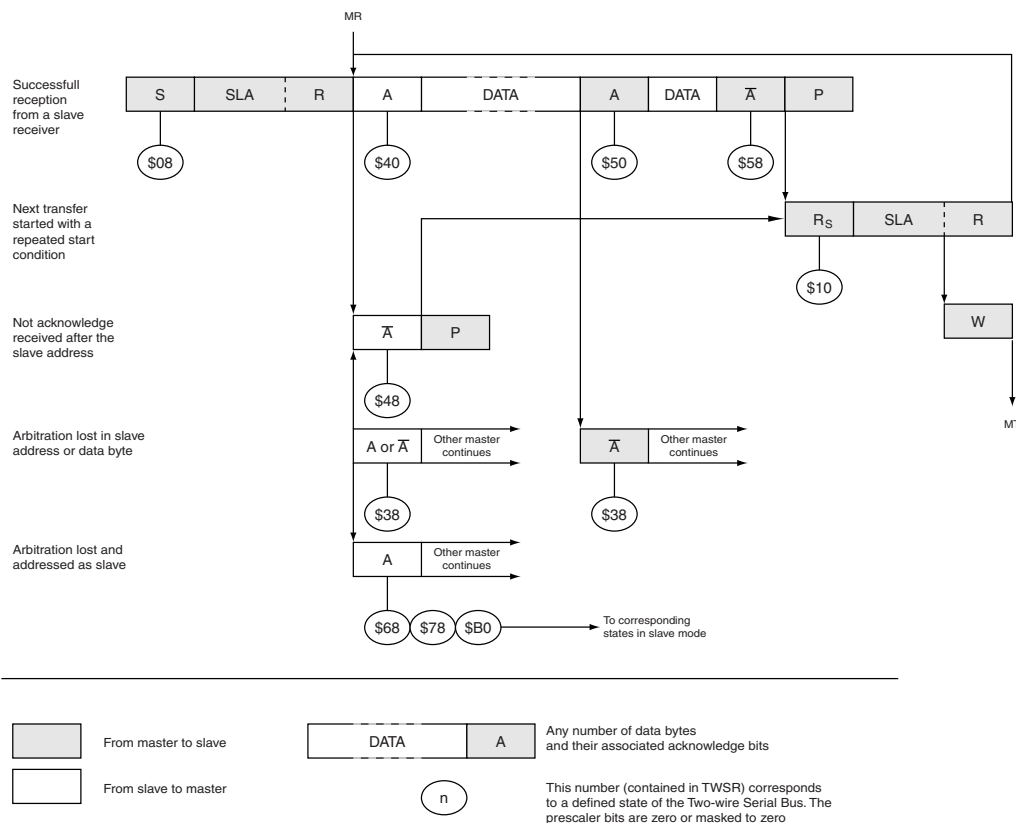 MR
Successfull
reception
from a slave
receiver
S SLA R A DATA A DATA A̅ P
$08 $40 $50 $58
Next transfer
started with a
repeated start
condition
RS SLA R
$10
Not acknowledge
received after the
slave address
A̅ P
W
$48
MT
Arbitration lost in slave
address or data byte
A or A̅ Other master
continues
A̅ Other master
continues
$38 $38
Arbitration lost and
addressed as slave
A Other master
continues
$68 $78 $B0 To corresponding
states in slave mode
From master to slave
DATA A Any number of data bytes
and their associated acknowledge bits
From slave to master
n This number (contained in TWSR) corresponds
to a defined state of the Two-wire Serial Bus. The
prescaler bits are zero or masked to zero